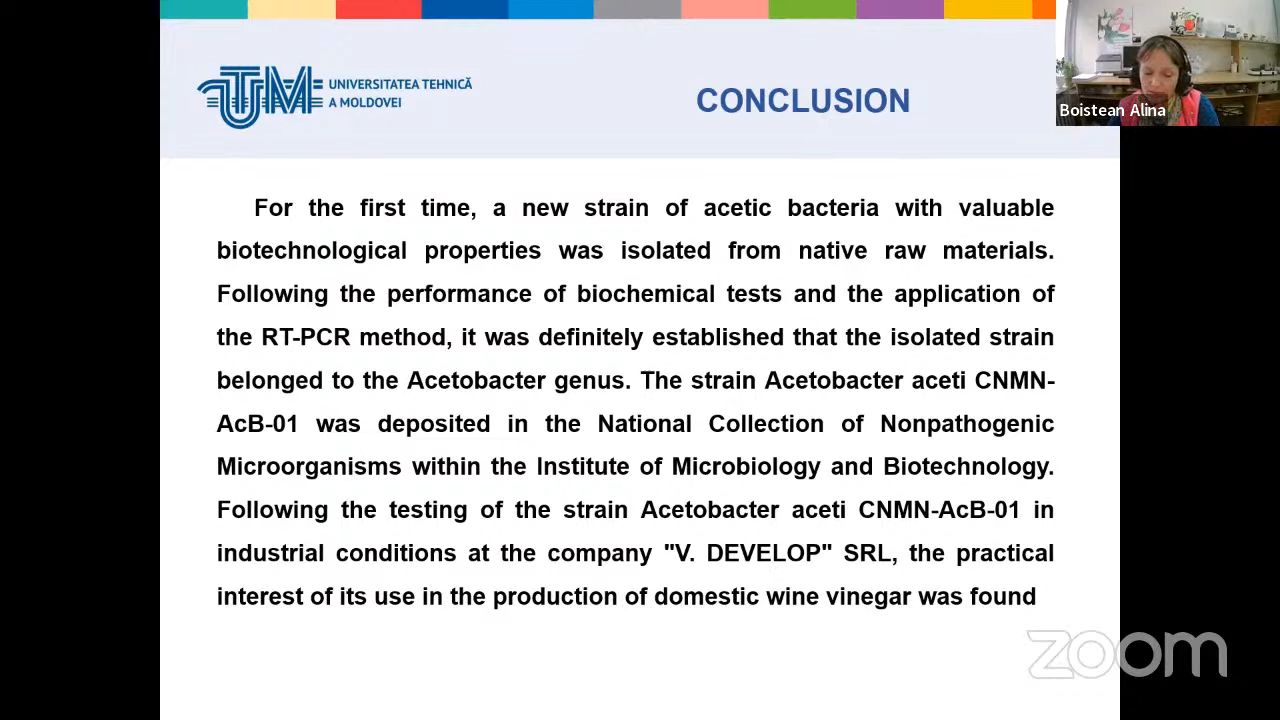 UTM
UNIVERSITATEA TEHNICĂ
A MOLDOVEI
CONCLUSION
Boistean Alina
For the first time, a new strain of acetic bacteria with valuable
biotechnological properties was isolated from native raw materials.
Following the performance of biochemical tests and the application of
the RT-PCR method, it was definitely established that the isolated strain
belonged to the Acetobacter genus. The strain Acetobacter aceti CNMN-
AcB-01 was deposited in the National Collection of Nonpathogenic
Microorganisms within the Institute of Microbiology and Biotechnology.
Following the testing of the strain Acetobacter aceti CNMN-AcB-01 in
industrial conditions at the company "V. DEVELOP" SRL, the practical
interest of its use in the production of domestic wine vinegar was found
zoom